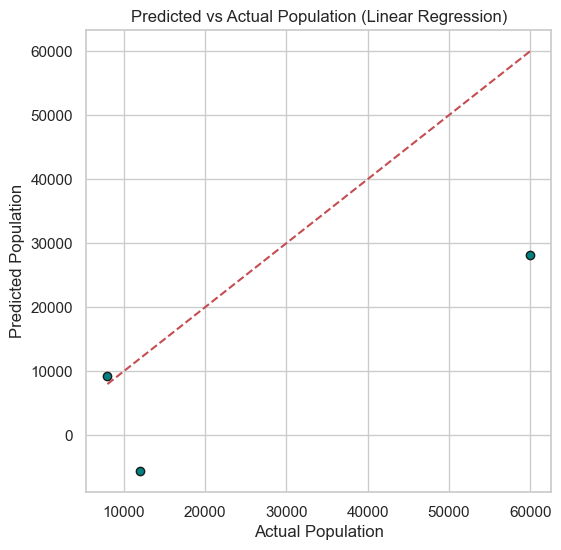 Predicted vs Actual Population (Linear Regression)
60000
50000
40000
30000
20000
10000
0
Predicted Population
10000 20000 30000 40000 50000 60000
Actual Population